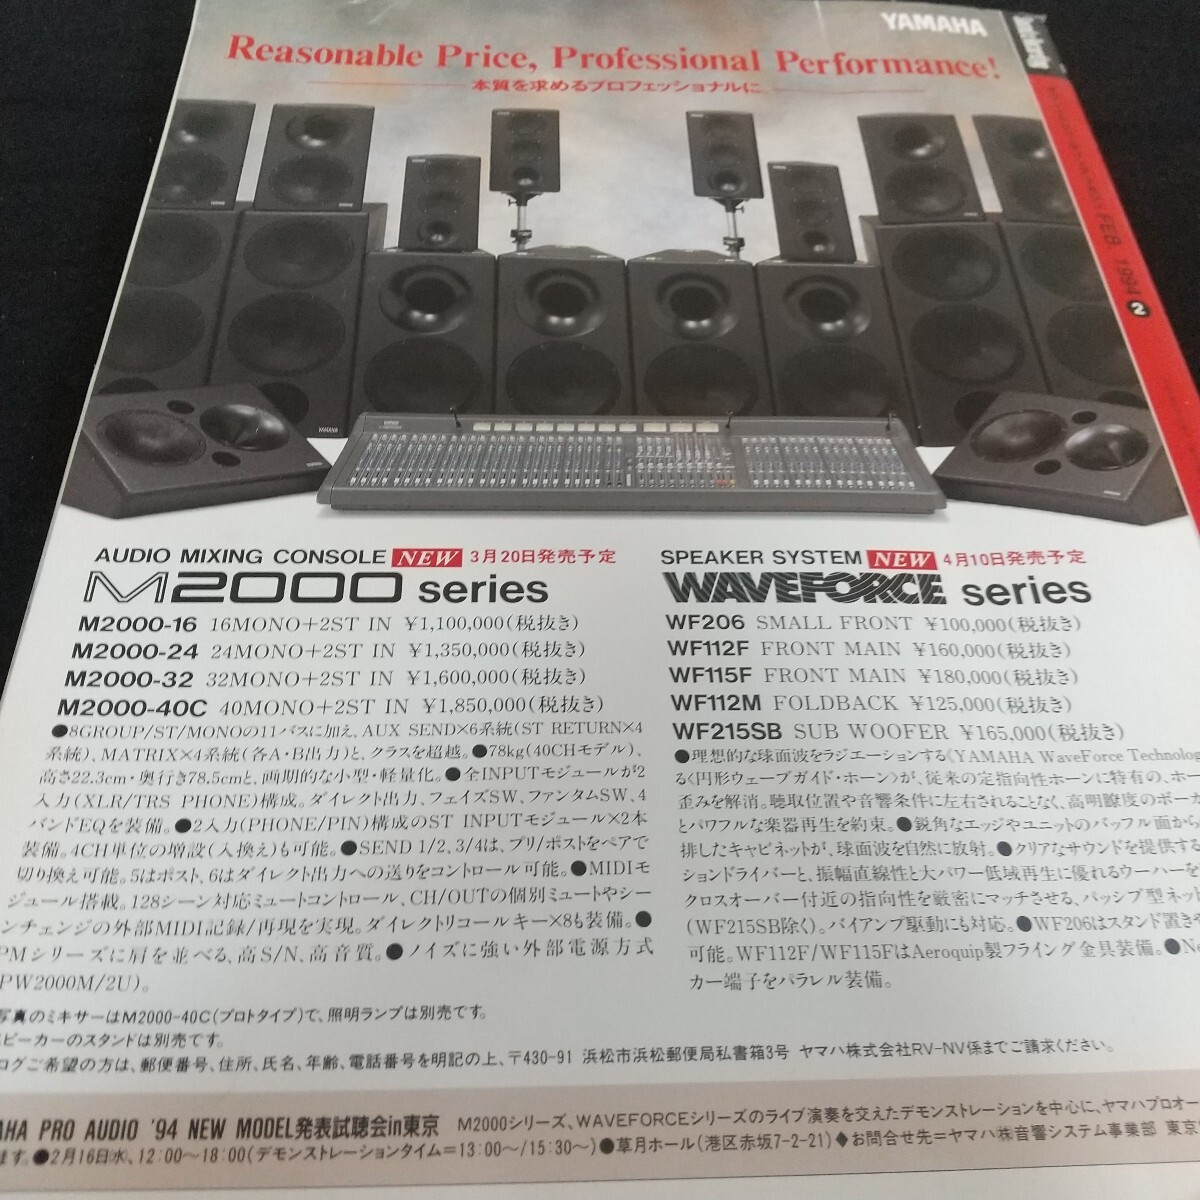 YAMAHA
Reasonable Price, Professional Performance!
本質を求めるプロフェッショナルに
FEB 1994 2
AUDIO MIXING CONSOLE NEW 3月20日発売予定
M2000 series
M2000-16 16MONO+2ST IN ¥1,100,000(税抜き)
M2000-24 24MONO+2ST IN ¥1,350,000(税抜き)
M2000-32 32MONO+2ST IN ¥1,600,000(税抜き)
M2000-40C 40MONO+2ST IN ¥1,850,000(税抜き)
●8GROUP/ST/MONOの11バスに加え、AUX SEND×6系統(ST RETURN×4
系統)、MATRIX×4系統(各A・B出力)と、クラスを超越。●78kg(40CHモデル)、
高さ22.3cm・奥行き78.5cmと、画期的な小型・軽量化。●全INPUTモジュールが2
入力(XLR/TRS PHONE)構成。ダイレクト出力、フェイズSW、ファンタムSW、4
バンドEQを装備。●2入力(PHONE/PIN)構成のST INPUTモジュール×2本
装備。4CH単位の増設(入換え)も可能。●SEND 1/2、3/4は、プリ/ポストをペアで
切り換え可能。5はポスト、6はダイレクト出力への送りをコントロール可能。●MIDIモ
ジュール搭載。128シーン対応ミュートコントロール、CH/OUTの個別ミュートやシー
ンチェンジの外部MIDI記録/再現を実現。ダイレクトリコールキー×8も装備。●
PMシリーズに肩を並べる、高S/N、高音質。●ノイズに強い外部電源方式
(PW2000M/2U)。
SPEAKER SYSTEM NEW 4月10日発売予定
WAVEFORCE series
WF206 SMALL FRONT ¥100,000(税抜き)
WF112F FRONT MAIN ¥160,000(税抜き)
WF115F FRONT MAIN ¥180,000(税抜き)
WF112M FOLDBACK ¥125,000(税抜き)
WF215SB SUB WOOFER ¥165,000(税抜き)
●理想的な球面波をラジエーションする〈YAMAHA WaveForce Technolog
る〈円形ウェーブガイド・ホーン〉が、従来の定指向性ホーンに特有の、ホー
歪みを解消。聴取位置や音響条件に左右されることなく、高明瞭度のボーカ
とパワフルな楽器再生を約束。●鋭角なエッジやユニットのバッフル面から
排したキャビネットが、球面波を自然に放射。●クリアなサウンドを提供する
ションドライバーと、振幅直線性と大パワー低域再生に優れるウーハーを
クロスオーバー付近の指向性を厳密にマッチさせる、パッシブ型ネット
(WF215SB除く)。バイアンプ駆動にも対応。●WF206はスタンド置き
可能。WF112F/WF115FはAeroquip製フライング金具装備。●Ne
カー端子をパラレル装備。
写真のミキサーはM2000-40C(プロトタイプ)で、照明ランプは別売です。
ピーカーのスタンドは別売です。
ログご希望の方は、郵便番号、住所、氏名、年齢、電話番号を明記の上、〒430-91 浜松市浜松郵便局私書箱3号 ヤマハ株式会社RV-NV係までご請求ください。
AHA PRO AUDIO '94 NEW MODEL発表試聴会in東京 M2000シリーズ、WAVEFORCEシリーズのライブ演奏を交えたデモンストレーションを中心に、ヤマハプロオー
ます。●2月16日㈬、12:00〜18:00(デモンストレーションタイム=13:00〜/15:30〜)●草月ホール(港区赤坂7-2-21)◆お問合せ先=ヤマハ㈱音響システム事業部 東京